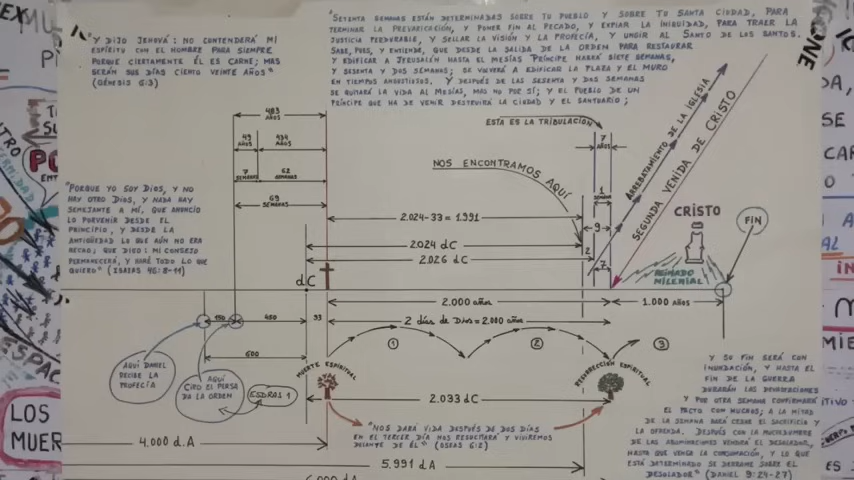 "Y DIJO JEHOVÁ: NO CONTENDERÁ MI
ESPÍRITU CON EL HOMBRE PARA SIEMPRE
PORQUE CIERTAMENTE ÉL ES CARNE; MAS
SERÁN SUS DÍAS CIENTO VEINTE AÑOS"
(GÉNESIS 6:3)
"SETENTA SEMANAS ESTÁN DETERMINADAS SOBRE TU PUEBLO Y SOBRE TU SANTA CIUDAD, PARA
TERMINAR LA PREVARICACIÓN, Y PONER FIN AL PECADO, Y EXPIAR LA INIQUIDAD, PARA TRAER LA
JUSTICIA PERDURABLE, Y SELLAR LA VISIÓN Y LA PROFECÍA, Y UNGIR AL SANTO DE LOS SANTOS.
SABE, PUES, Y ENTIENDE, QUE DESDE LA SALIDA DE LA ORDEN PARA RESTAURAR
Y EDIFICAR A JERUSALÉN HASTA EL MESÍAS PRÍNCIPE HABRÁ SIETE SEMANAS,
Y SESENTA Y DOS SEMANAS; SE VOLVERÁ A EDIFICAR LA PLAZA Y EL MURO
EN TIEMPOS ANGUSTIOSOS. Y DESPUÉS DE LAS SESENTA Y DOS SEMANAS
SE QUITARÁ LA VIDA AL MESÍAS, MAS NO POR SÍ; Y EL PUEBLO DE UN
PRÍNCIPE QUE HA DE VENIR DESTRUIRÁ LA CIUDAD Y EL SANTUARIO;
483
AÑOS
49
AÑOS
434
AÑOS
7
SEMANAS
62
SEMANAS
69
SEMANAS
ESTA ES LA TRIBULACIÓN
7
AÑOS
1
SEMANA
NOS ENCONTRAMOS AQUÍ
ARREBATAMIENTO DE LA IGLESIA
SEGUNDA VENIDA DE CRISTO
"PORQUE YO SOY DIOS, Y NO
HAY OTRO DIOS, Y NADA HAY
SEMEJANTE A MÍ, QUE ANUNCIO
LO PORVENIR DESDE EL
PRINCIPIO, Y DESDE LA
ANTIGÜEDAD LO QUE AÚN NO ERA
HECHO; QUE DIGO: MI CONSEJO
PERMANECERÁ, Y HARÉ TODO LO QUE
QUIERO" (ISAÍAS 46:8-11)
2.024-33 = 1.991
9
2024 dC
2
2.026 dC
7
CRISTO
REINADO
MILENIAL
FIN
dC
2.000 años
1.000 AÑOS
150
450
33
2 días de Dios = 2.000 años
600
1
2
3
MUERTE ESPIRITUAL
RESURRECCIÓN ESPIRITUAL
AQUÍ DANIEL
RECIBE LA
PROFECÍA
AQUÍ
CIRO EL PERSA
DA LA ORDEN
ESDRAS 1
2.033 dC
"NOS DARÁ VIDA DESPUÉS DE DOS DÍAS
EN EL TERCER DÍA NOS RESUCITARÁ Y VIVIREMOS
DELANTE DE ÉL" (OSEAS 6:2)
4.000 d.A
5.991 d.A
Y SU FIN SERÁ CON
INUNDACIÓN, Y HASTA EL
FIN DE LA GUERRA
DURARÁN LAS DEVASTACIONES
Y POR OTRA SEMANA CONFIRMARÁ
EL PACTO CON MUCHOS; A LA MITAD
DE LA SEMANA HARÁ CESAR EL SACRIFICIO Y
LA OFRENDA. DESPUÉS CON LA MUCHEDUMBRE
DE LAS ABOMINACIONES VENDRÁ EL DESOLADOR,
HASTA QUE VENGA LA CONSUMACIÓN, Y LO QUE
ESTÁ DETERMINADO SE DERRAME SOBRE EL
DESOLADOR" (DANIEL 9:24-27)
LOS
MUER